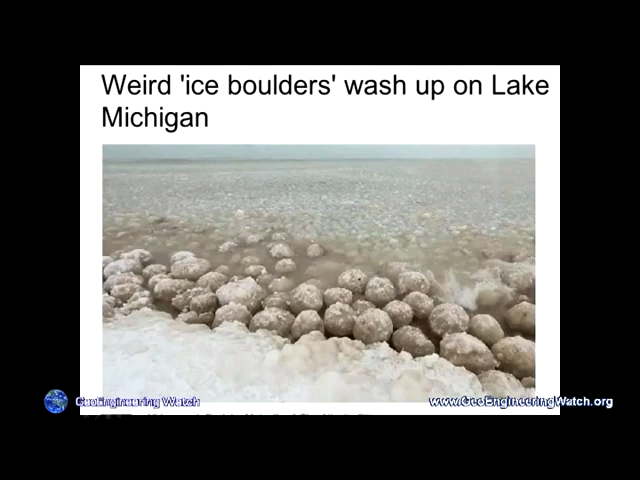 Weird 'ice boulders' wash up on Lake
Michigan
GeoEngineering Watch
www.GeoEngineeringWatch.org